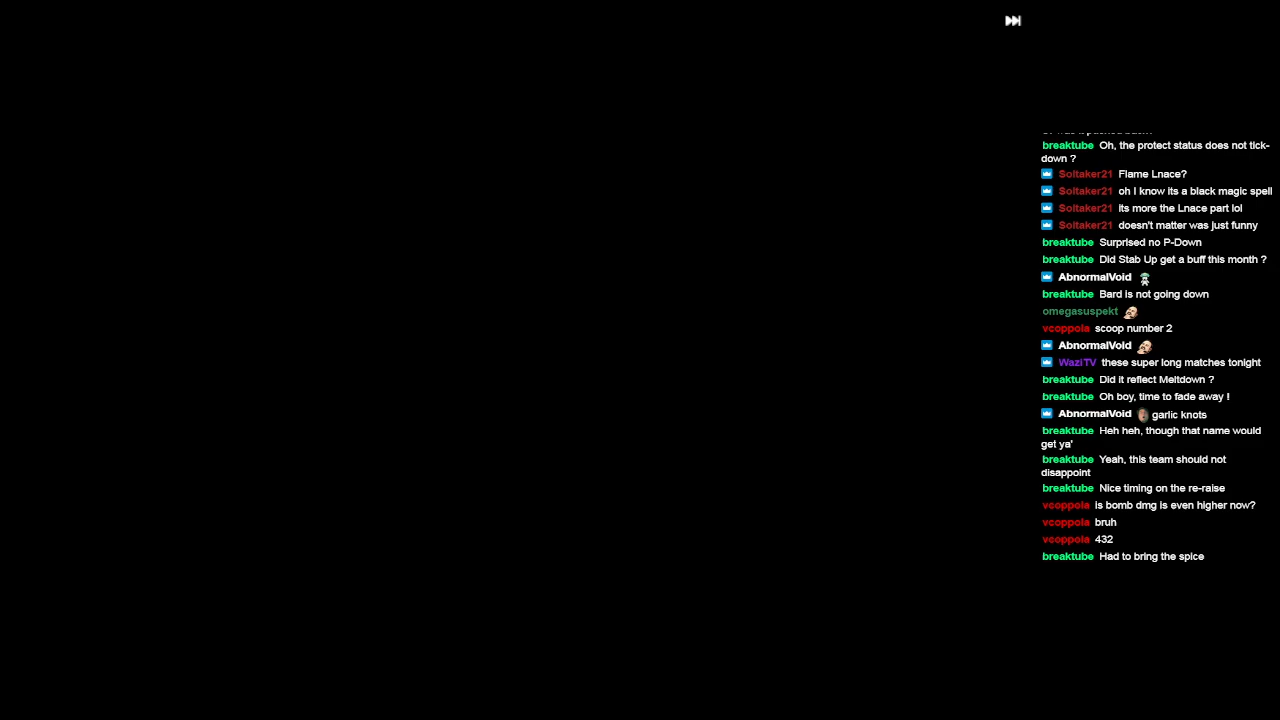 breaktube Oh, the protect status does not tick-
down ?
Soltaker21 Flame Lnace?
Soltaker21 oh I know its a black magic spell
Soltaker21 Its more the Lnace part lol
Soltaker21 doesn't matter was just funny
breaktube Surprised no P-Down
breaktube Did Stab Up get a buff this month ?
AbnormalVoid
breaktube Bard is not going down
omegasuspekt
vcoppola scoop number 2
AbnormalVoid
WaziTV these super long matches tonight
breaktube Did it reflect Meltdown ?
breaktube Oh boy, time to fade away !
AbnormalVoid garlic knots
breaktube Heh heh, though that name would
get ya'
breaktube Yeah, this team should not
disappoint
breaktube Nice timing on the re-raise
vcoppola is bomb dmg is even higher now?
vcoppola bruh
vcoppola 432
breaktube Had to bring the spice